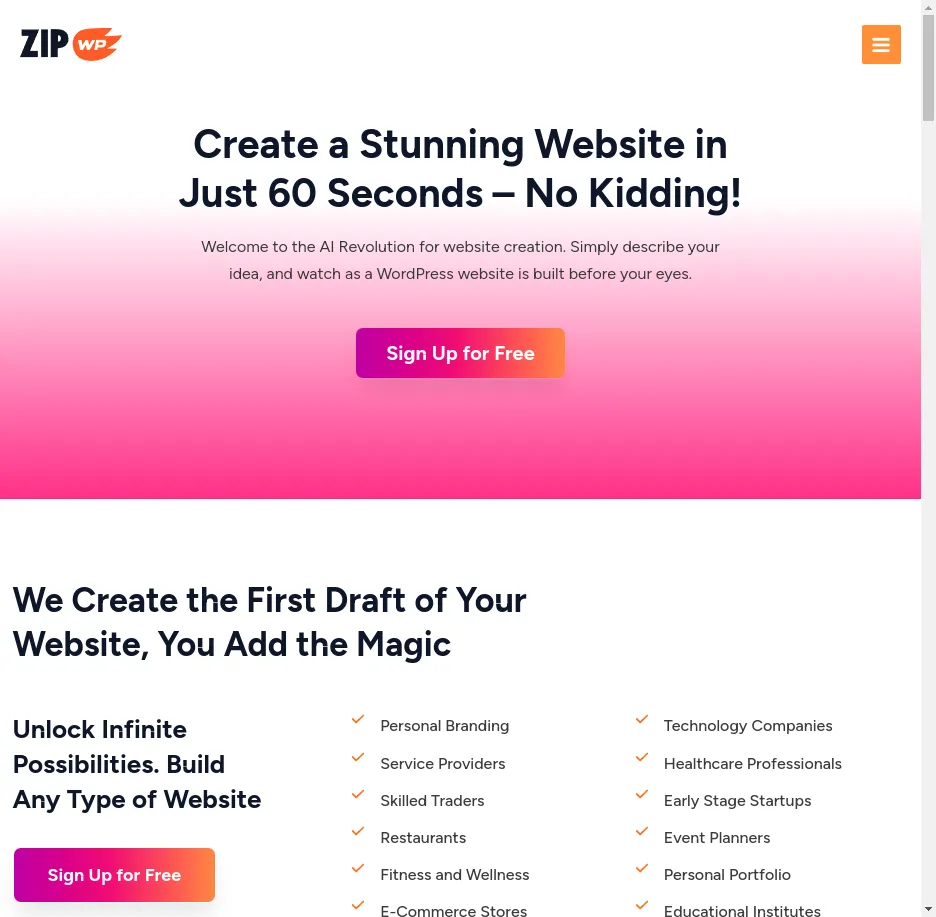 ZIP WP
Create a Stunning Website in
Just 60 Seconds – No Kidding!
Welcome to the AI Revolution for website creation. Simply describe your
idea, and watch as a WordPress website is built before your eyes.
Sign Up for Free
We Create the First Draft of Your
Website, You Add the Magic
Unlock Infinite
Possibilities. Build
Any Type of Website
Sign Up for Free
Personal Branding
Service Providers
Skilled Traders
Restaurants
Fitness and Wellness
E-Commerce Stores
Technology Companies
Healthcare Professionals
Early Stage Startups
Event Planners
Personal Portfolio
Educational Institutes